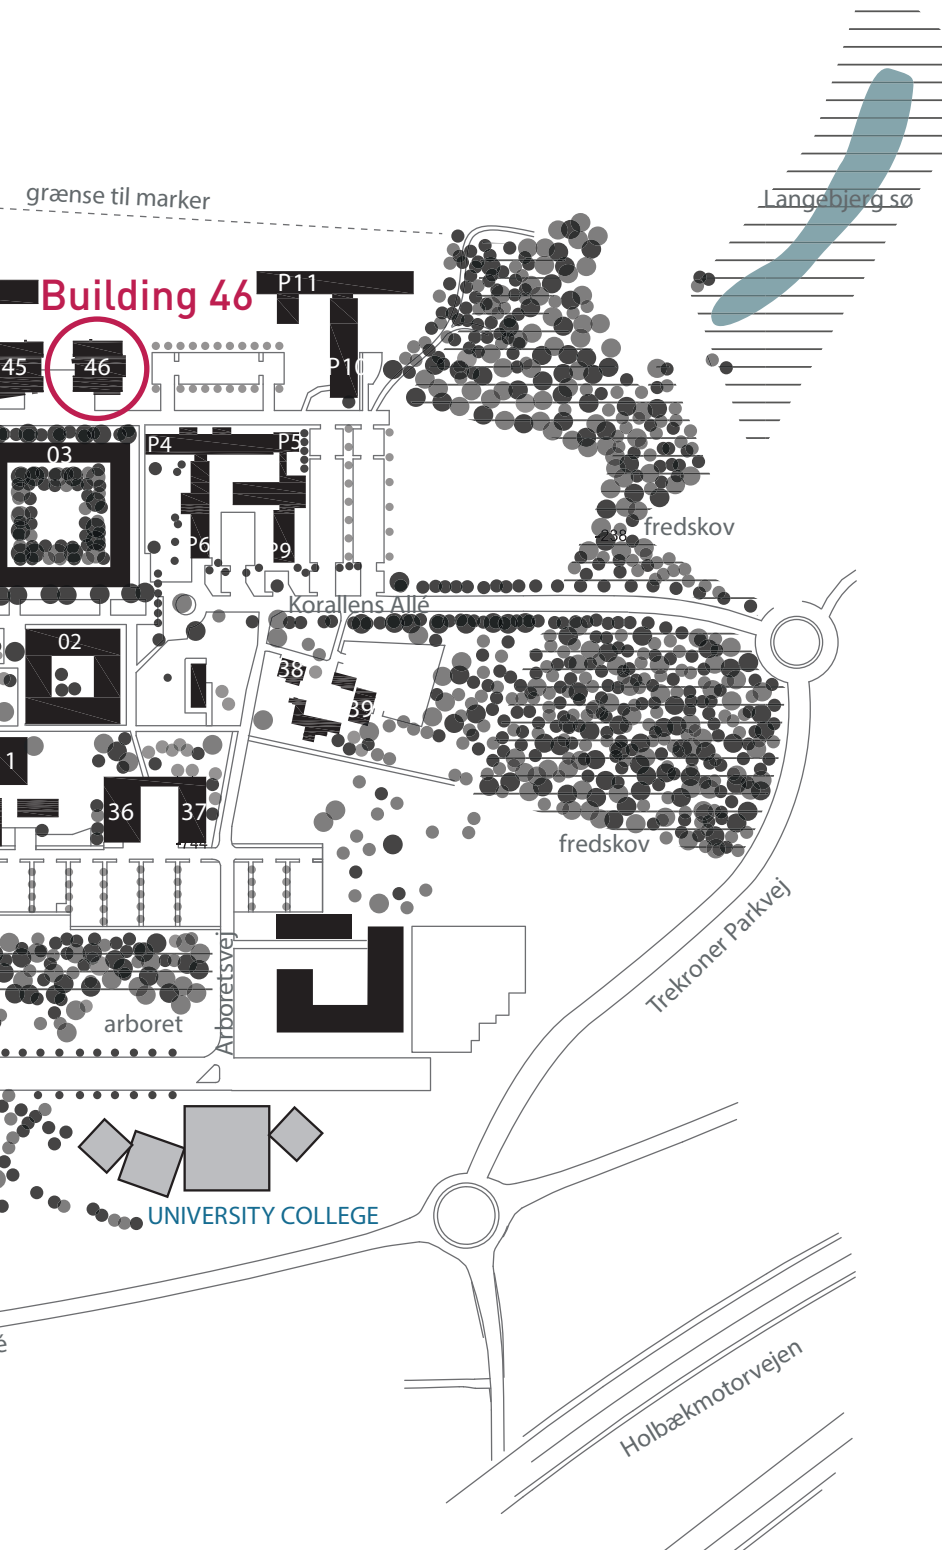 grænse til marker
Langebjerg sø
Building 46
P11
45
46
P10
P4
P5
03
P6
P9
fredskov
-238
Korallens Allé
02
38
39
1
36
37
fredskov
Trekroner Parkvej
Arboretsvej
arboret
UNIVERSITY COLLEGE
é
Holbækmotorvejen